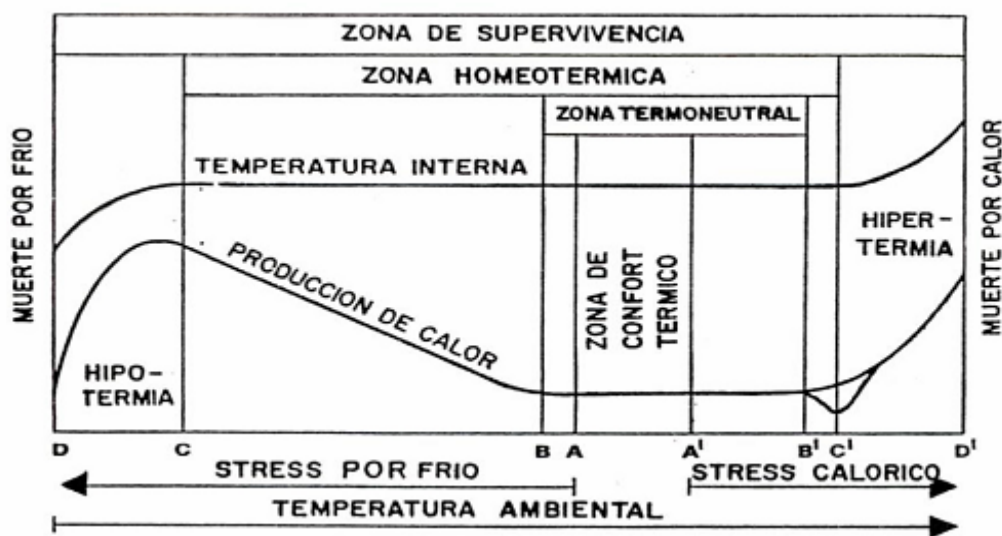 ZONA DE SUPERVIVENCIA
ZONA HOMEOTERMICA
ZONA TERMONEUTRAL
MUERTE POR FRIO
TEMPERATURA INTERNA
PRODUCCION DE CALOR
ZONA DE
CONFORT
TERMICO
HIPER-
TERMIA
MUERTE POR CALOR
HIPO-
TERMIA
D C B A A' B' C' D'
STRESS POR FRIO
STRESS CALORICO
TEMPERATURA AMBIENTAL